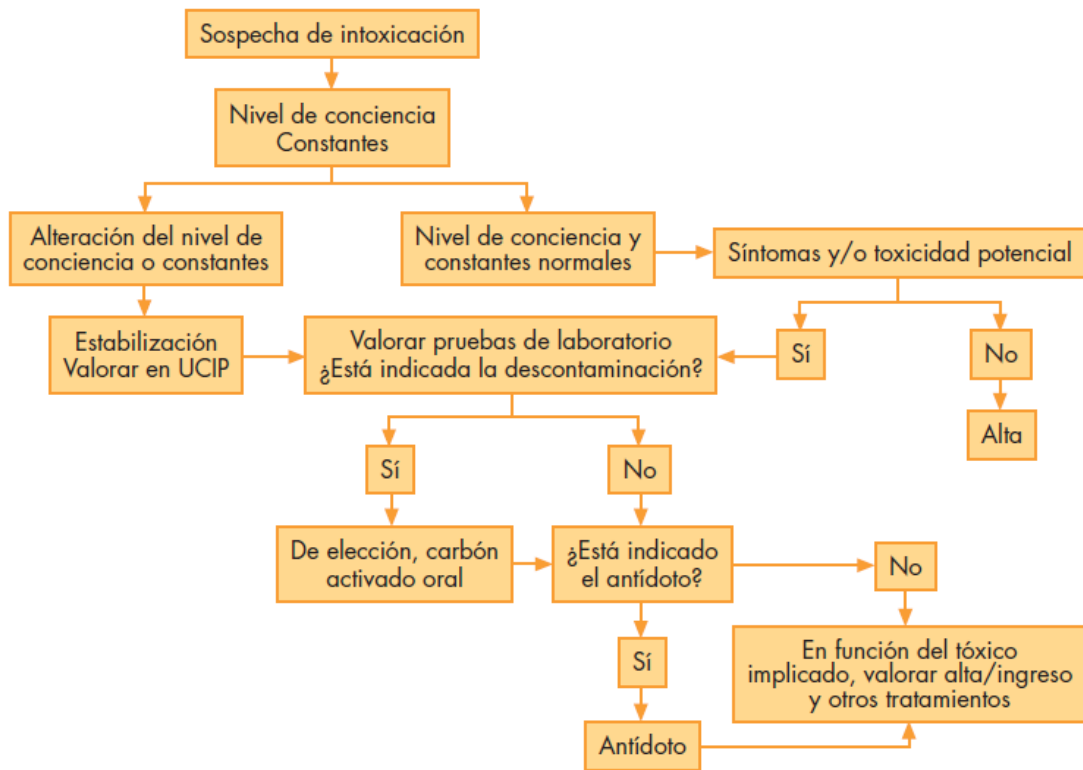 Sospecha de intoxicación
Nivel de conciencia
Constantes
Alteración del nivel de
conciencia o constantes
Nivel de conciencia y
constantes normales
Síntomas y/o toxicidad potencial
Estabilización
Valorar en UCIP
Valorar pruebas de laboratorio
¿Está indicada la descontaminación?
Sí
No
Alta
Sí
No
De elección, carbón
activado oral
¿Está indicado
el antídoto?
No
Sí
En función del tóxico
implicado, valorar alta/ingreso
y otros tratamientos
Antídoto